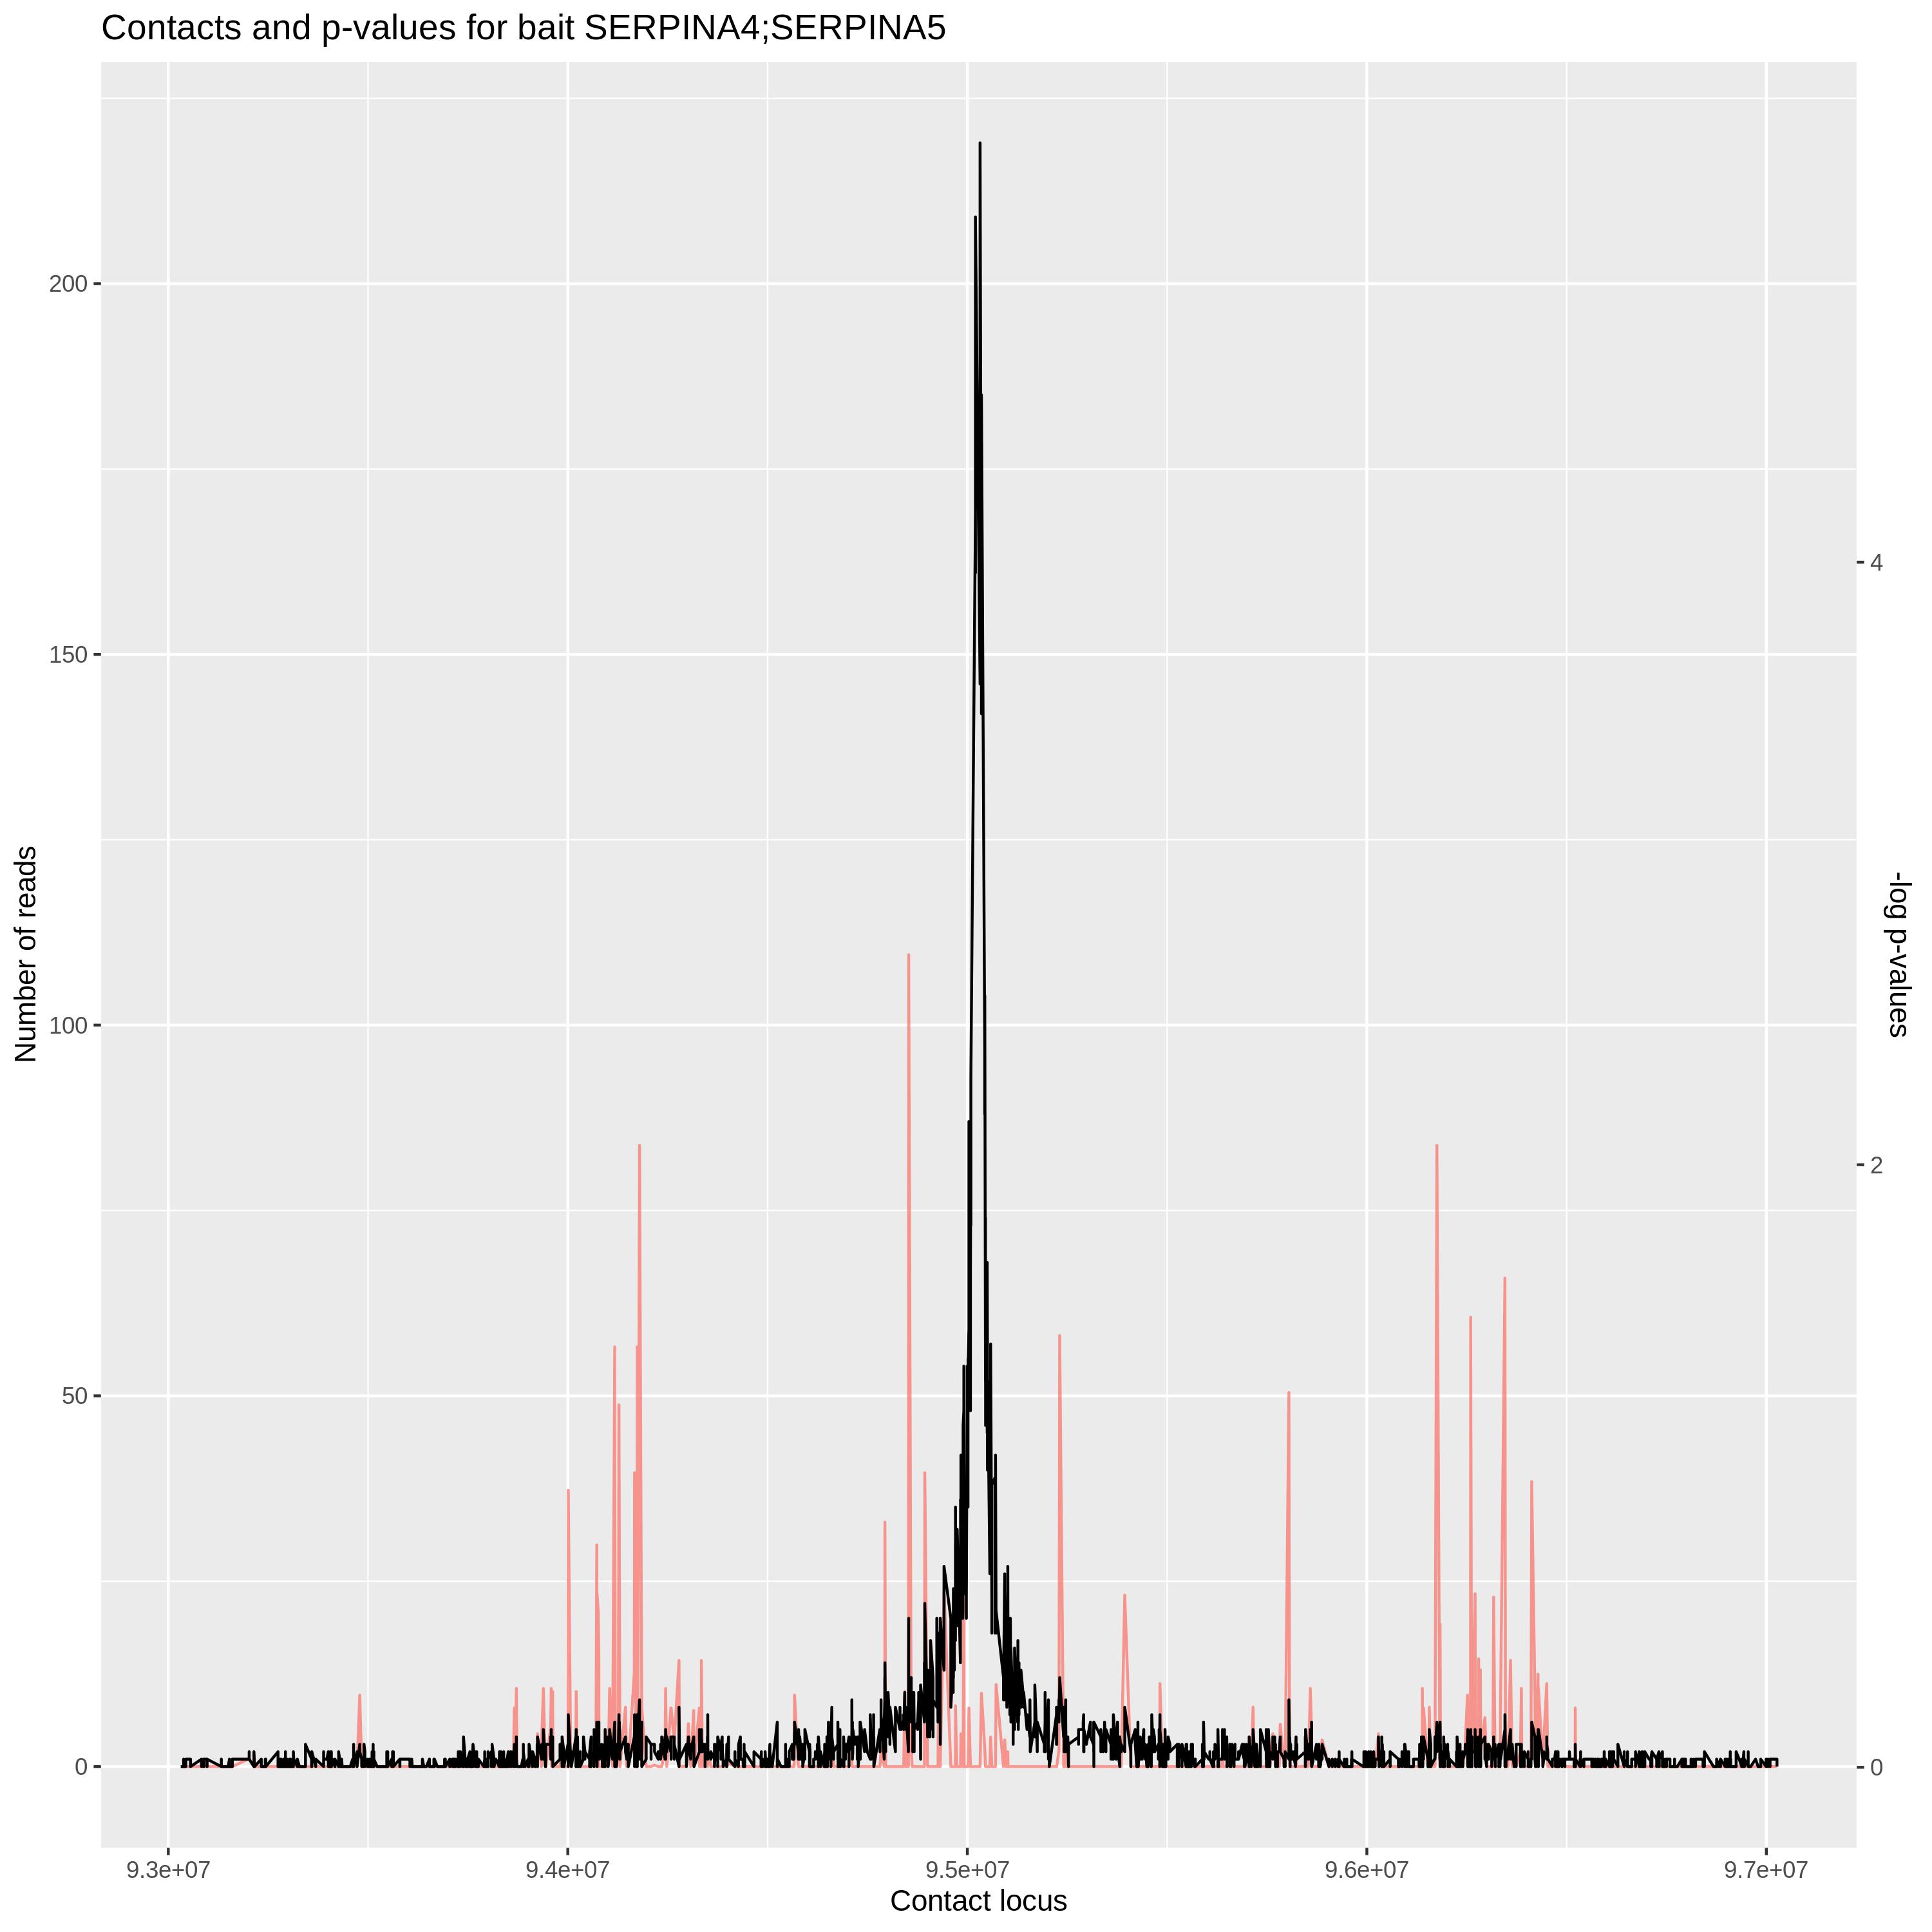 Contacts and p-values for bait SERPINA4;SERPINA5
Number of reads
200
150
100
50
0
4
2
0
-log p-values
9.3e+07 9.4e+07 9.5e+07 9.6e+07 9.7e+07
Contact locus